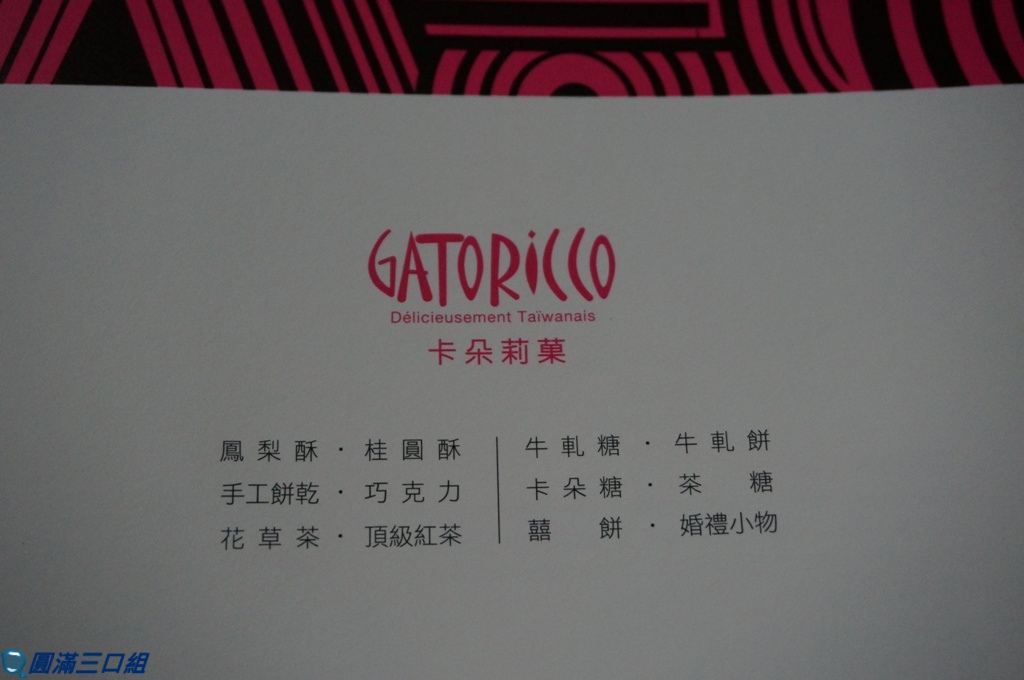 GATORICCO
Délicieusement Taïwanais
卡朵莉菓
鳳梨酥・桂圓酥
手工餅乾・巧克力
花草茶・頂級紅茶
牛軋糖・牛軋餅
卡朵糖・茶糖
囍餅・婚禮小物
圓滿三口組